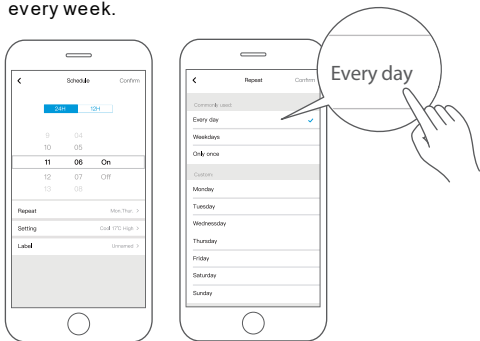 every week.
Schedule Confirm
24H 12H
9 04
10 05
11 06 On
12 07 Off
13 08
Repeat Mon.Thur.
Setting Cool 17C High
Label Unnamed
Repeat Confirm
Commonly used
Every day
Weekdays
Only once
Custom
Monday
Tuesday
Wednessday
Thursday
Friday
Saturday
Sunday
Every day